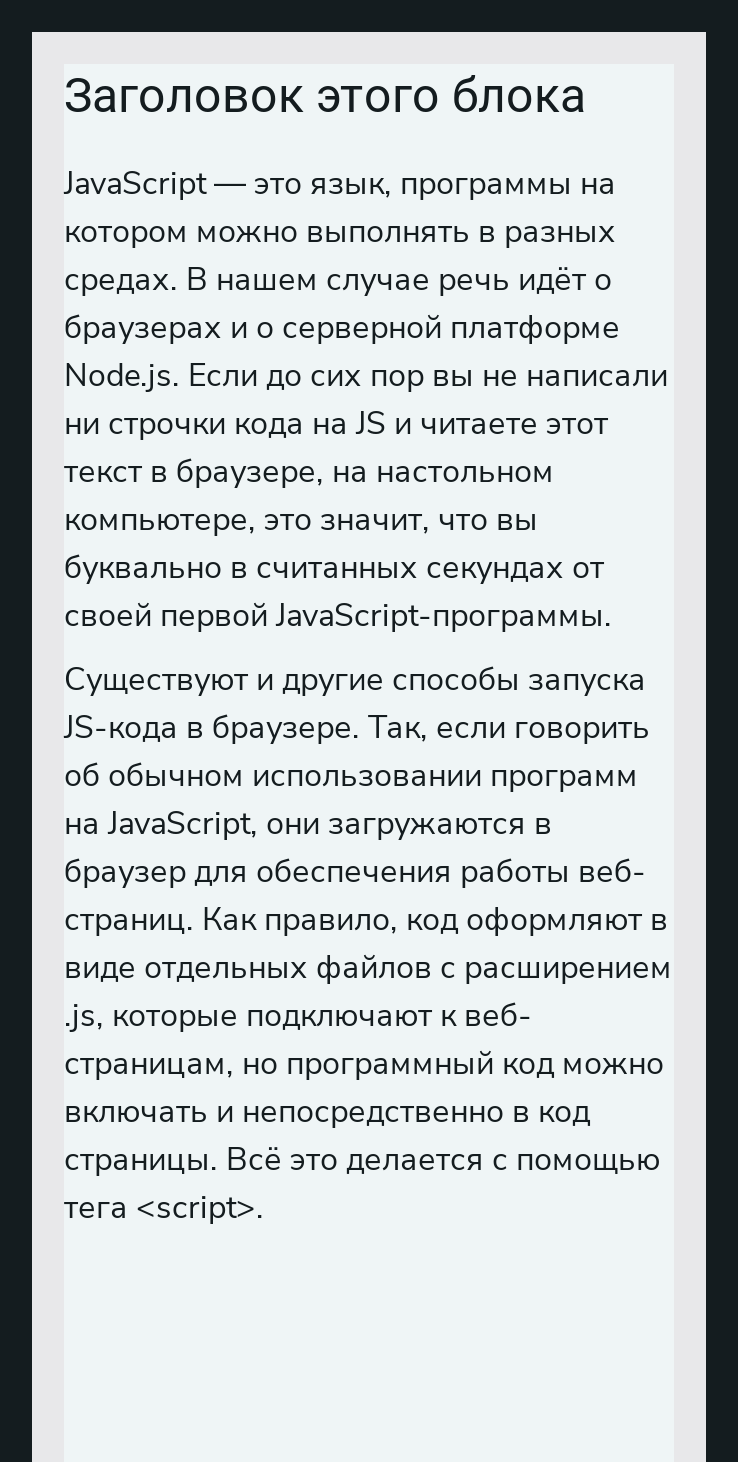 Заголовок этого блока
JavaScript — это язык, программы на
котором можно выполнять в разных
средах. В нашем случае речь идёт о
браузерах и о серверной платформе
Node.js. Если до сих пор вы не написали
ни строчки кода на JS и читаете этот
текст в браузере, на настольном
компьютере, это значит, что вы
буквально в считанных секундах от
своей первой JavaScript-программы.
Существуют и другие способы запуска
JS-кода в браузере. Так, если говорить
об обычном использовании программ
на JavaScript, они загружаются в
браузер для обеспечения работы веб-
страниц. Как правило, код оформляют в
виде отдельных файлов с расширением
.js, которые подключают к веб-
страницам, но программный код можно
включать и непосредственно в код
страницы. Всё это делается с помощью
тега <script>.